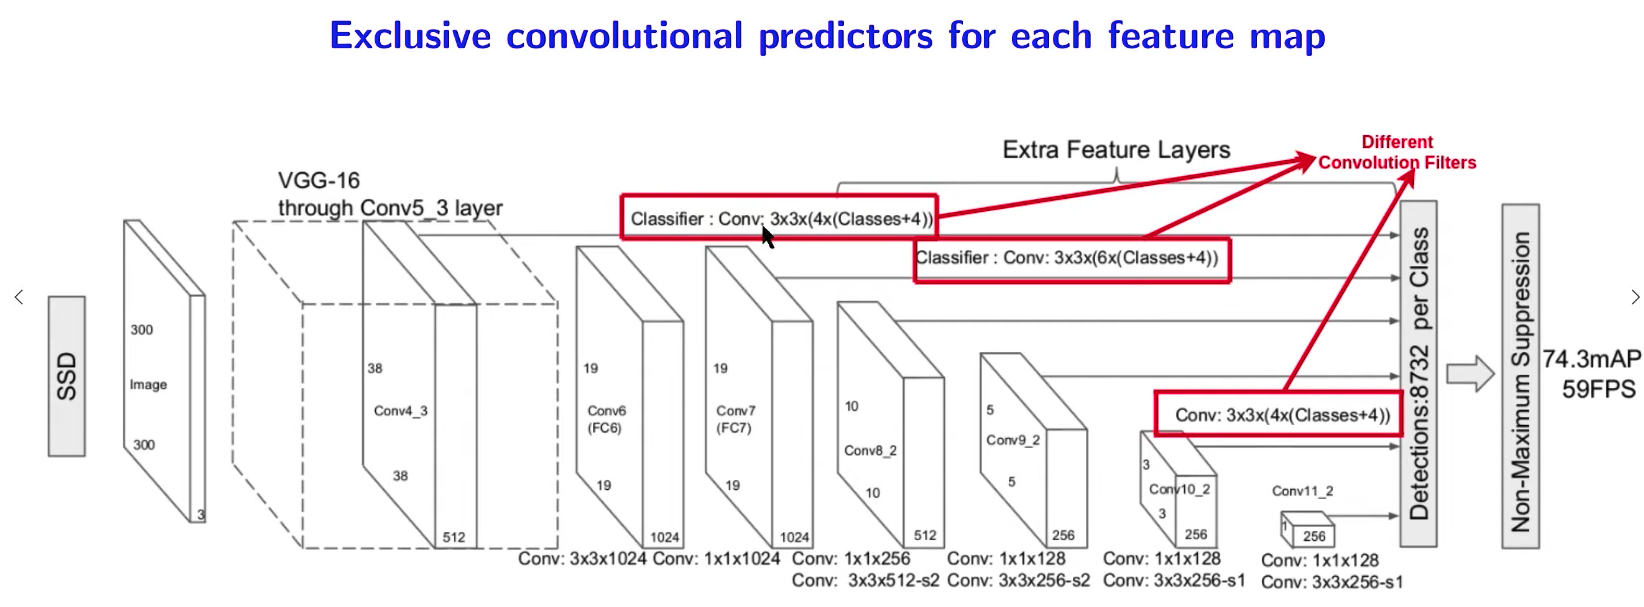 Exclusive convolutional predictors for each feature map
Different
Convolution Filters
Extra Feature Layers
VGG-16
through Conv5_3 layer
Classifier : Conv: 3x3x(4x(Classes+4))
Classifier : Conv: 3x3x(6x(Classes+4))
Conv: 3x3x(4x(Classes+4))
SSD
300
Image
300
3
38
Conv4_3
38
512
19
Conv6
(FC6)
19
1024
19
Conv7
(FC7)
19
1024
10
Conv8_2
10
512
5
Conv9_2
5
256
3
Conv10_2
3
256
Conv11_2
1
256
Detections:8732 per Class
Non-Maximum Suppression
74.3mAP
59FPS
Conv: 3x3x1024
Conv: 1x1x1024
Conv: 1x1x256
Conv: 3x3x512-s2
Conv: 1x1x128
Conv: 3x3x256-s2
Conv: 1x1x128
Conv: 3x3x256-s1
Conv: 1x1x128
Conv: 3x3x256-s1